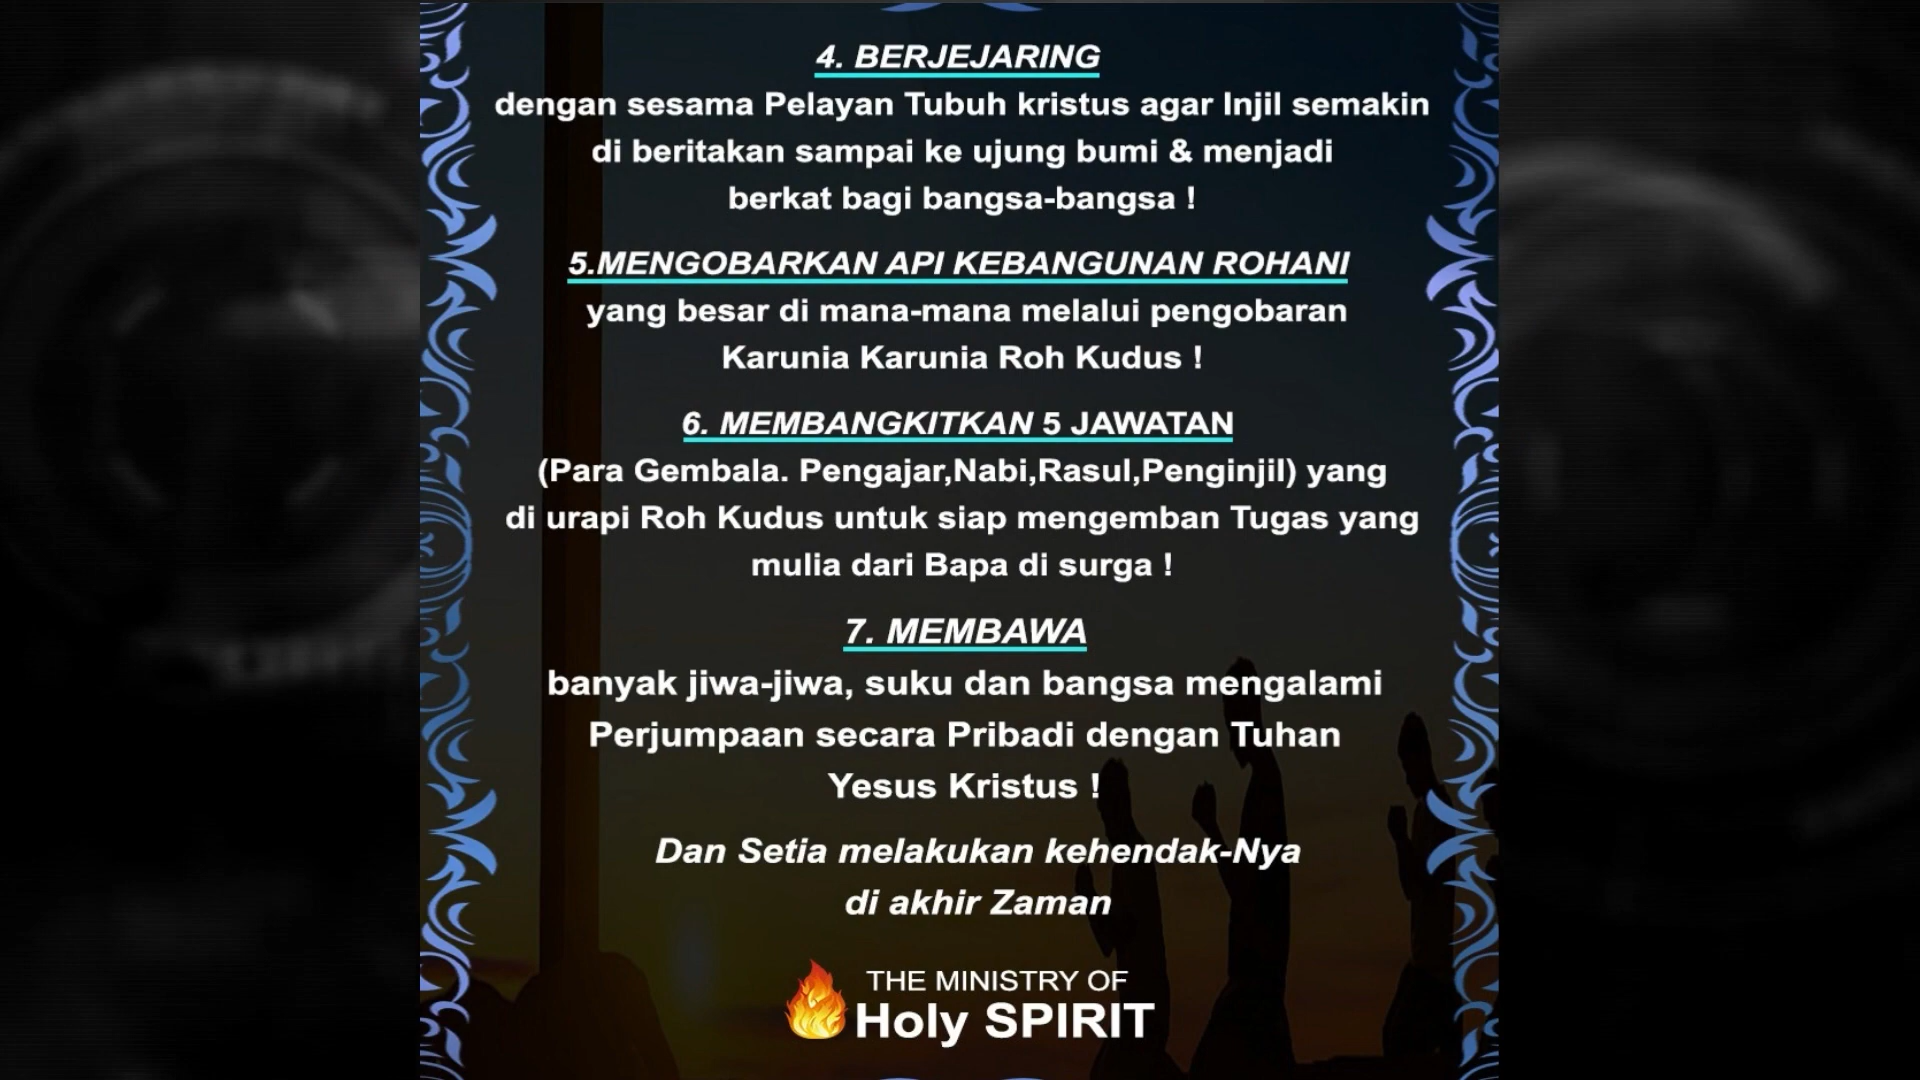 4. BERJEJARING
dengan sesama Pelayan Tubuh kristus agar Injil semakin
di beritakan sampai ke ujung bumi & menjadi
berkat bagi bangsa-bangsa !
5.MENGOBARKAN API KEBANGUNAN ROHANI
yang besar di mana-mana melalui pengobaran
Karunia Karunia Roh Kudus !
6. MEMBANGKITKAN 5 JAWATAN
(Para Gembala. Pengajar,Nabi,Rasul,Penginjil) yang
di urapi Roh Kudus untuk siap mengemban Tugas yang
mulia dari Bapa di surga !
7. MEMBAWA
banyak jiwa-jiwa, suku dan bangsa mengalami
Perjumpaan secara Pribadi dengan Tuhan
Yesus Kristus !
Dan Setia melakukan kehendak-Nya
di akhir Zaman
THE MINISTRY OF
Holy SPIRIT